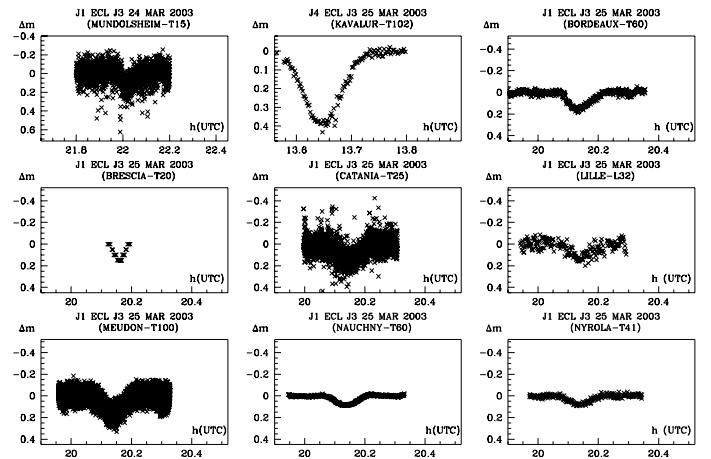 J1 ECL J3 24 MAR 2003
(MUNDOLSHEIM-T15)
Δm
-0.4
-0.2
0
0.2
0.4
0.6
h(UTC)
21.8 22 22.2 22.4
J4 ECL J3 25 MAR 2003
(KAVALUR-T102)
Δm
0
0.1
0.2
0.3
0.4
h(UTC)
13.6 13.7 13.8
J1 ECL J3 25 MAR 2003
(BORDEAUX-T60)
Δm
-0.4
-0.2
0
0.2
0.4
h (UTC)
20 20.2 20.4
J1 ECL J3 25 MAR 2003
(BRESCIA-T20)
Δm
-0.4
-0.2
0
0.2
0.4
h(UTC)
20 20.2 20.4
J1 ECL J3 25 MAR 2003
(CATANIA-T25)
Δm
-0.4
-0.2
0
0.2
0.4
h(UTC)
20 20.2 20.4
J1 ECL J3 25 MAR 2003
(LILLE-L32)
Δm
-0.4
-0.2
0
0.2
0.4
h(UTC)
20 20.2 20.4
J1 ECL J3 25 MAR 2003
(MEUDON-T100)
Δm
-0.4
-0.2
0
0.2
0.4
h(UTC)
20 20.2 20.4
J1 ECL J3 25 MAR 2003
(NAUCHNY-T60)
Δm
-0.4
-0.2
0
0.2
0.4
h(UTC)
20 20.2 20.4
J1 ECL J3 25 MAR 2003
(NYROLA-T41)
Δm
-0.4
-0.2
0
0.2
0.4
h (UTC)
20 20.2 20.4